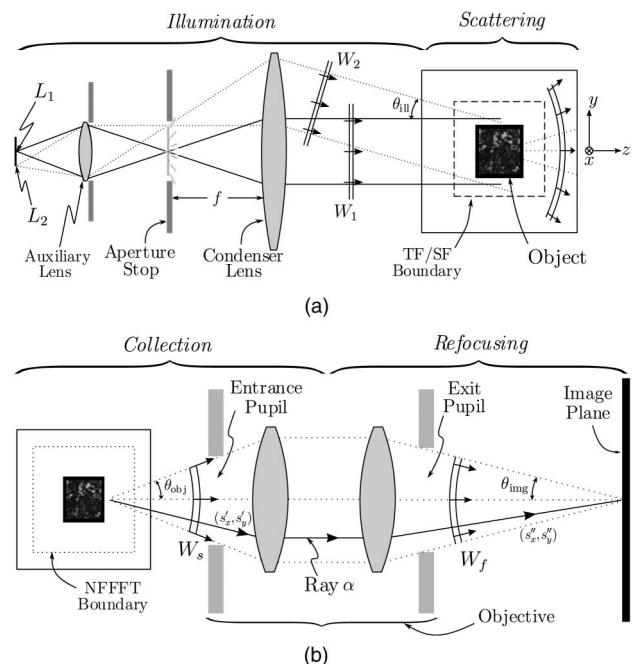 Illumination
Scattering
L₁
L₂
W₂
θill
W₁
f
y
x
z
Auxiliary
Lens
Aperture
Stop
Condenser
Lens
TF/SF
Boundary
Object
(a)
Collection
Refocusing
Entrance
Pupil
Exit
Pupil
Image
Plane
θobj
θimg
(s′x,s′y)
(s″x,s″y)
Ws
Wf
Ray α
NFFFT
Boundary
Objective
(b)